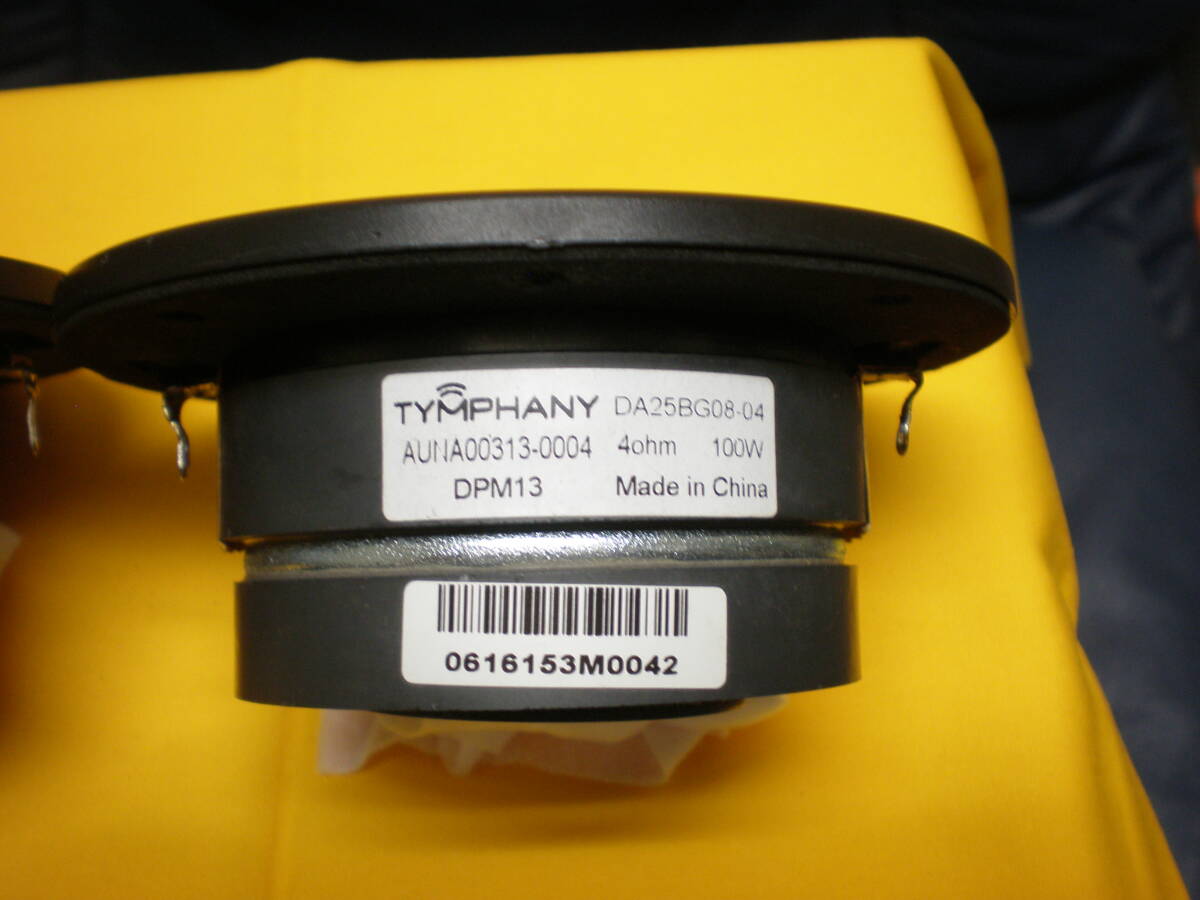 TYMPHANY DA25BG08-04
AUNA00313-0004 4ohm 100W
DPM13 Made in China
0616153M0042